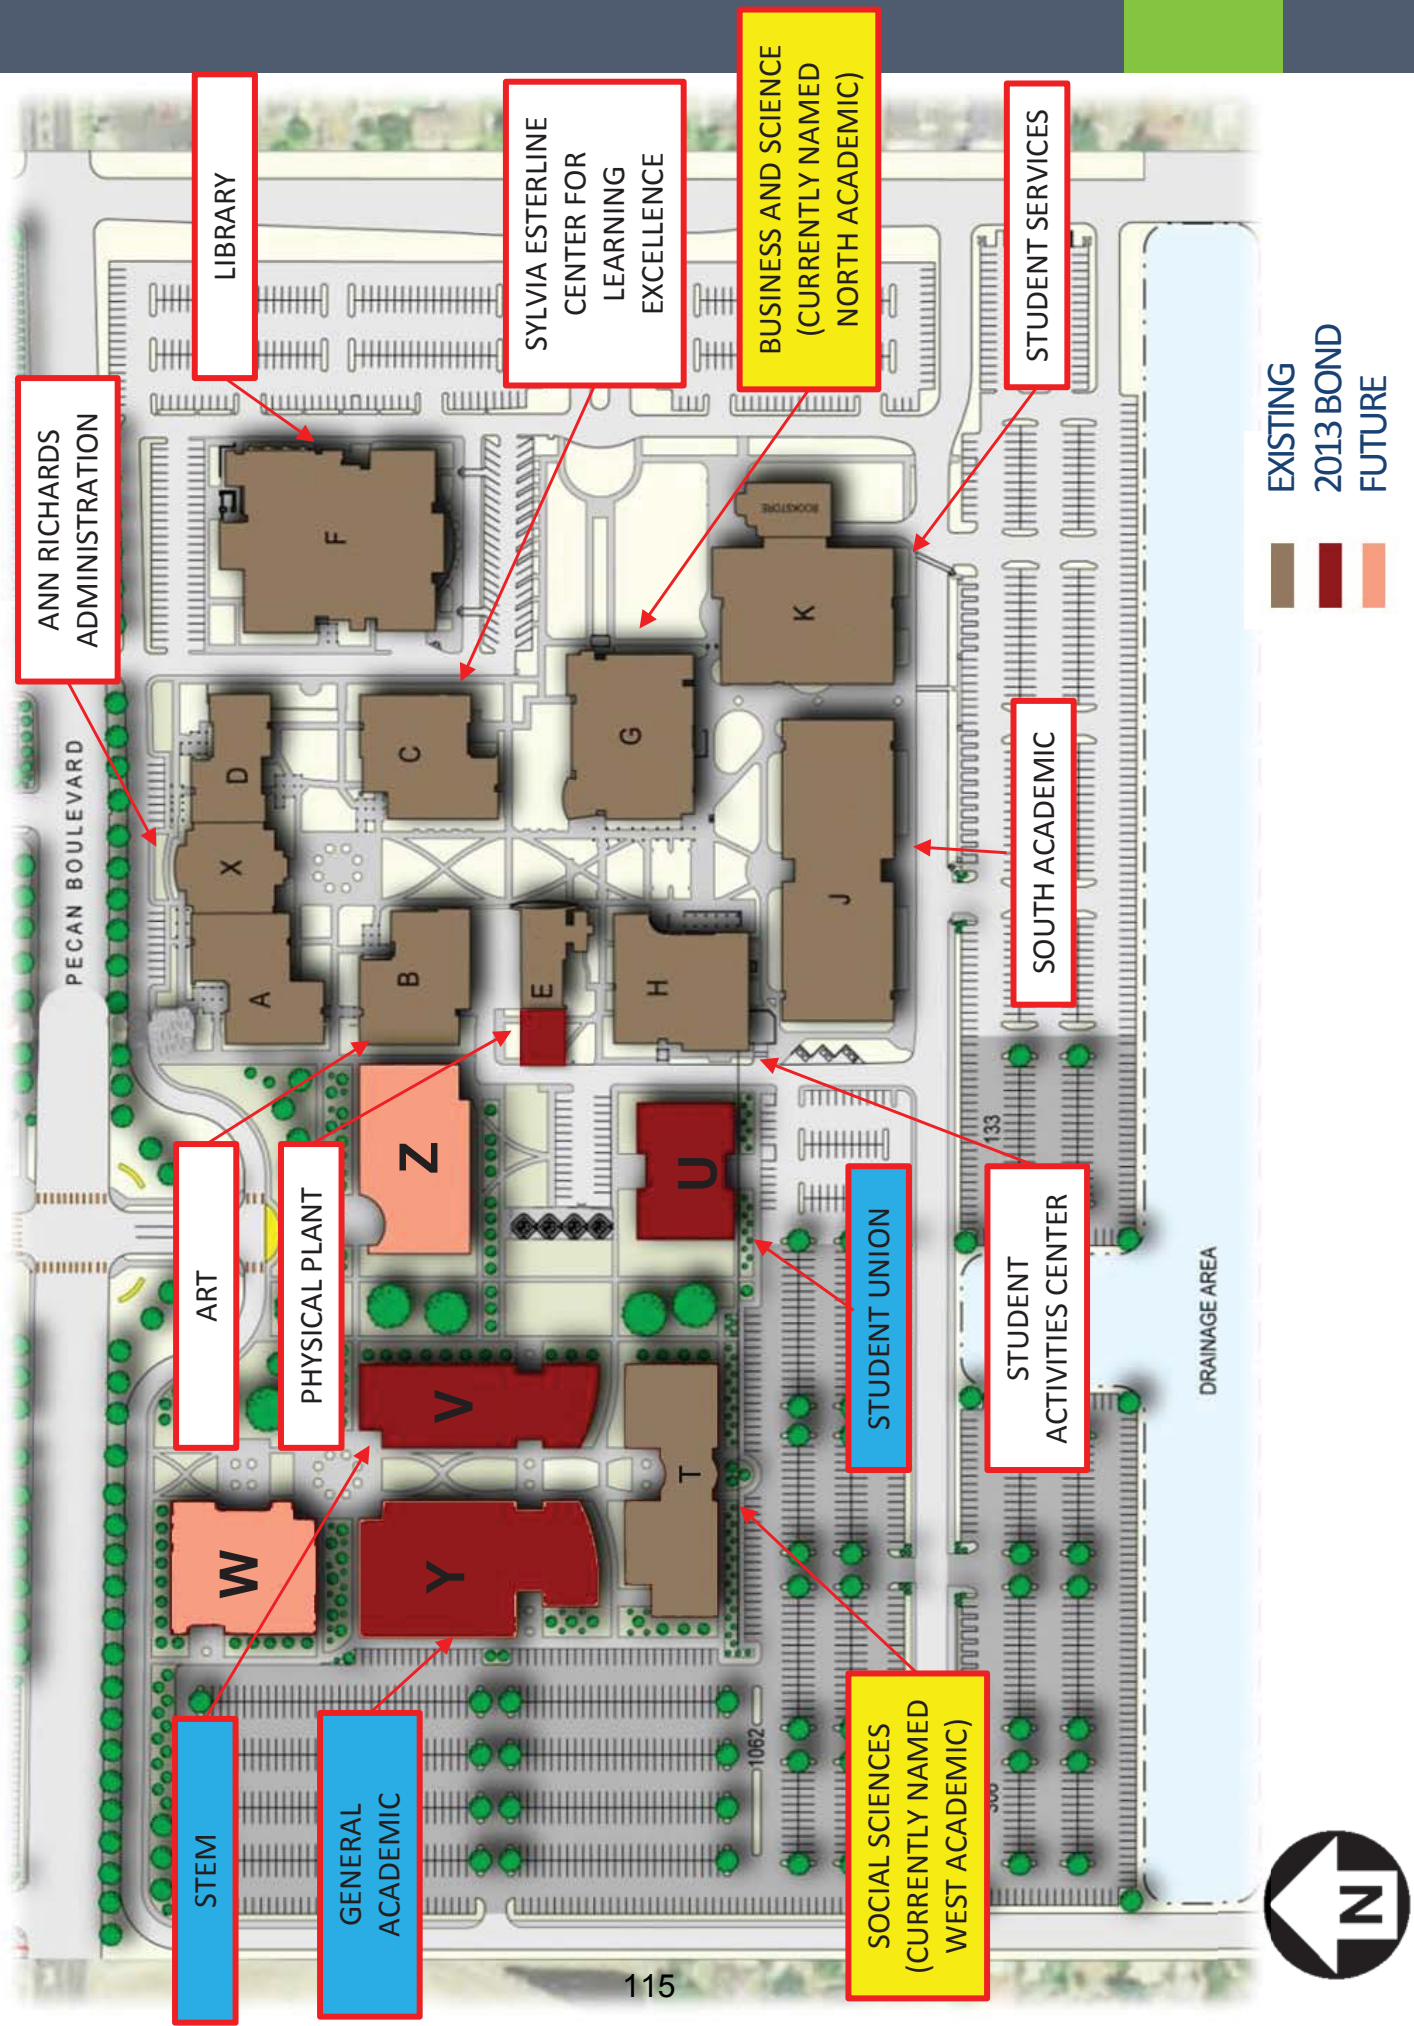 ANN RICHARDS
ADMINISTRATION
LIBRARY
SYLVIA ESTERLINE
CENTER FOR
LEARNING
EXCELLENCE
BUSINESS AND SCIENCE
(CURRENTLY NAMED
NORTH ACADEMIC)
STUDENT SERVICES
SOUTH ACADEMIC
STUDENT
ACTIVITIES CENTER
STUDENT UNION
SOCIAL SCIENCES
(CURRENTLY NAMED
WEST ACADEMIC)
GENERAL
ACADEMIC
STEM
PHYSICAL PLANT
ART
PECAN BOULEVARD
A
X
D
F
B
C
E
H
G
K
BOOKSTORE
J
Z
U
V
W
Y
T
133
1062
DRAINAGE AREA
EXISTING
2013 BOND
FUTURE
N
115